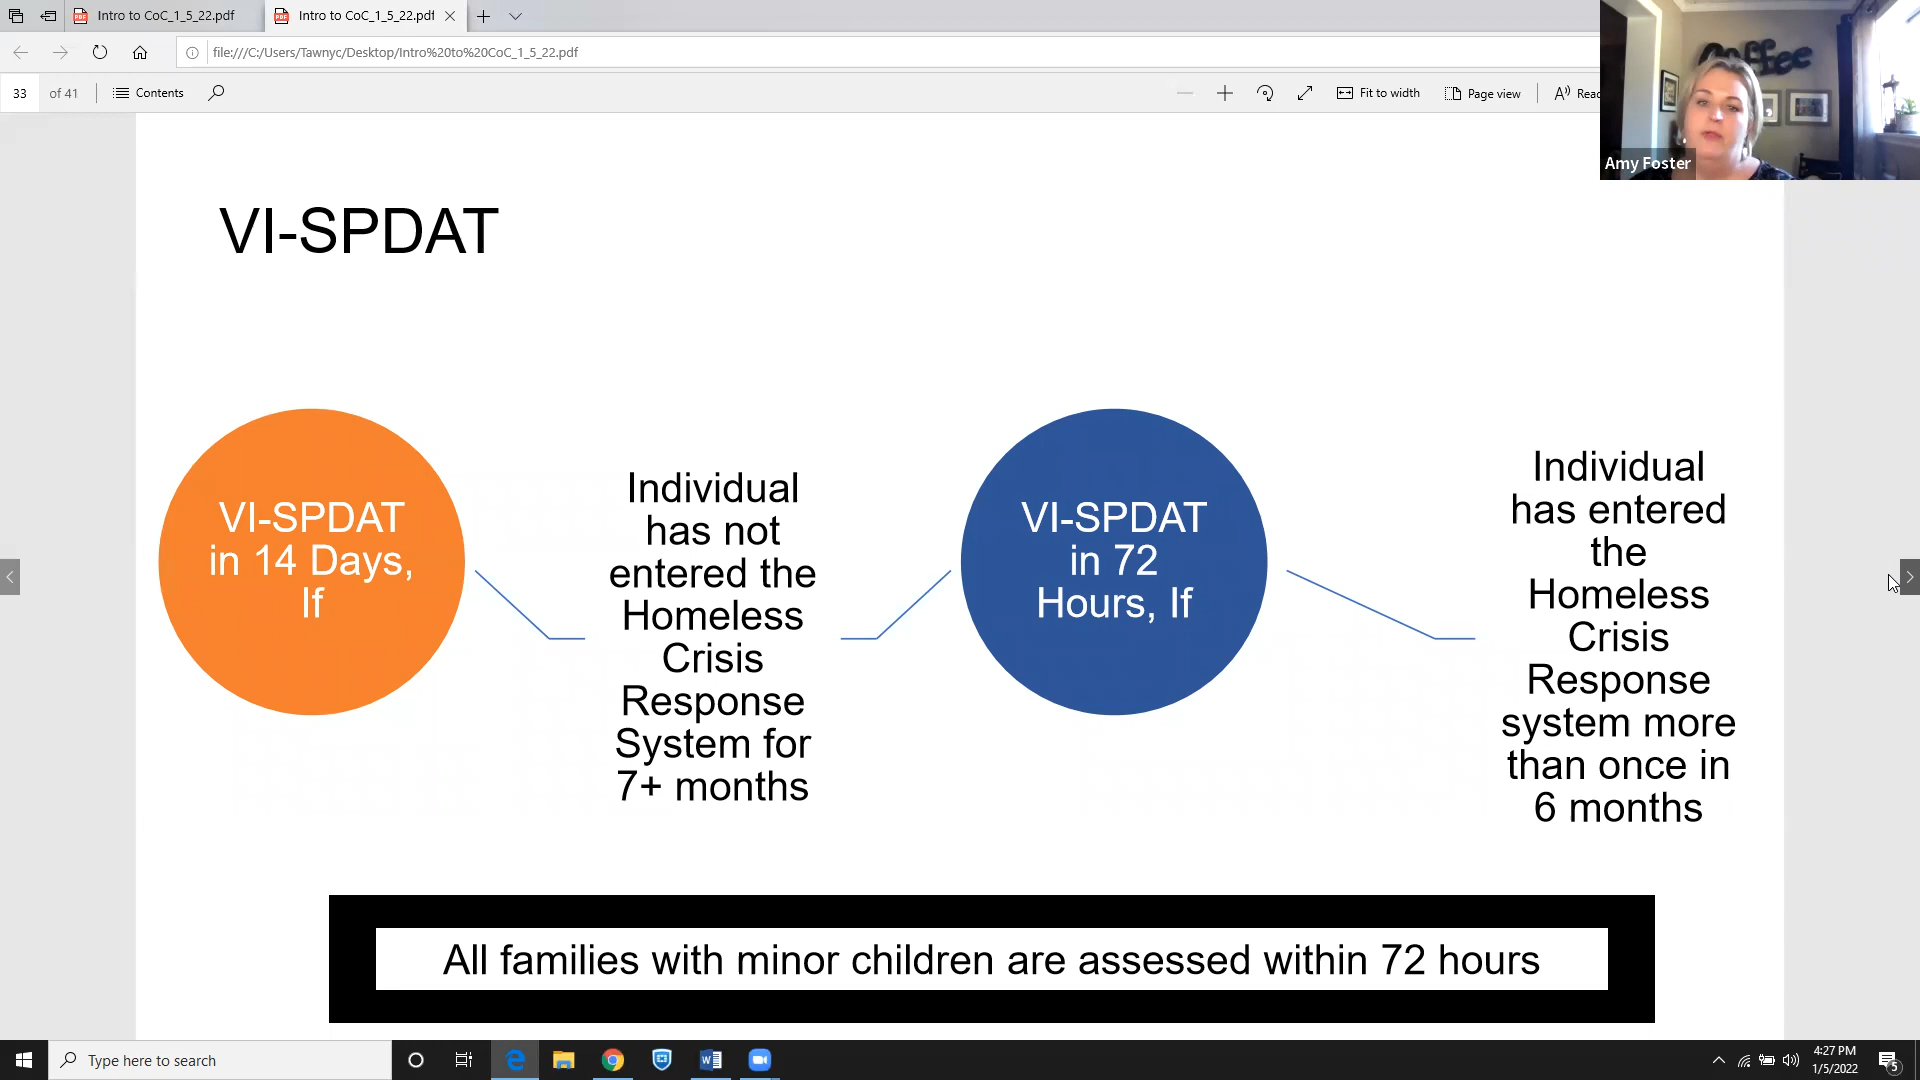 Intro to CoC_1_5_22.pdf
Intro to CoC_1_5_22.pdf
file:///C:/Users/Tawnyc/Desktop/Intro%20to%20CoC_1_5_22.pdf
33 of 41
Contents
Fit to width
Page view
Read
Coffee
Amy Foster
VI-SPDAT
VI-SPDAT
in 14 Days,
If
Individual
has not
entered the
Homeless
Crisis
Response
System for
7+ months
VI-SPDAT
in 72
Hours, If
Individual
has entered
the
Homeless
Crisis
Response
system more
than once in
6 months
All families with minor children are assessed within 72 hours
Type here to search
4:27 PM
1/5/2022
5